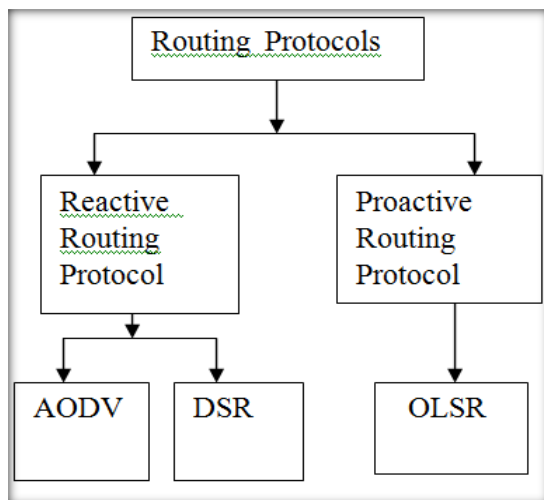 Routing Protocols
Reactive
Routing
Protocol
Proactive
Routing
Protocol
AODV
DSR
OLSR